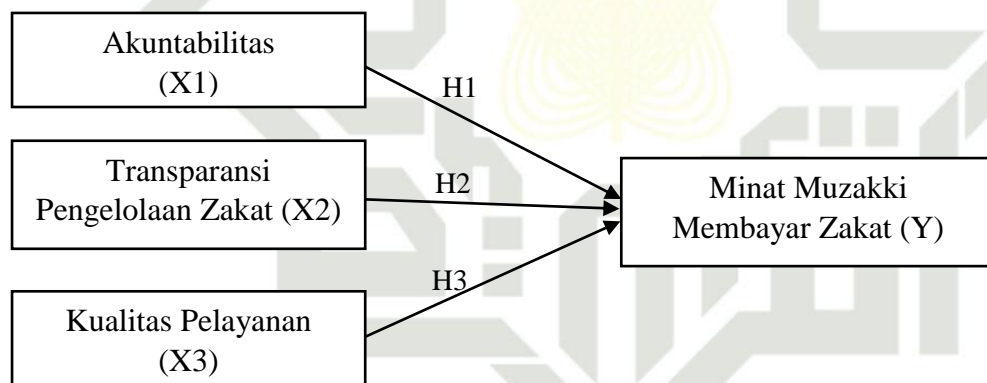 Akuntabilitas
(X1)
H1
Transparansi
Pengelolaan Zakat (X2)
H2
Minat Muzakki
Membayar Zakat (Y)
H3
Kualitas Pelayanan
(X3)